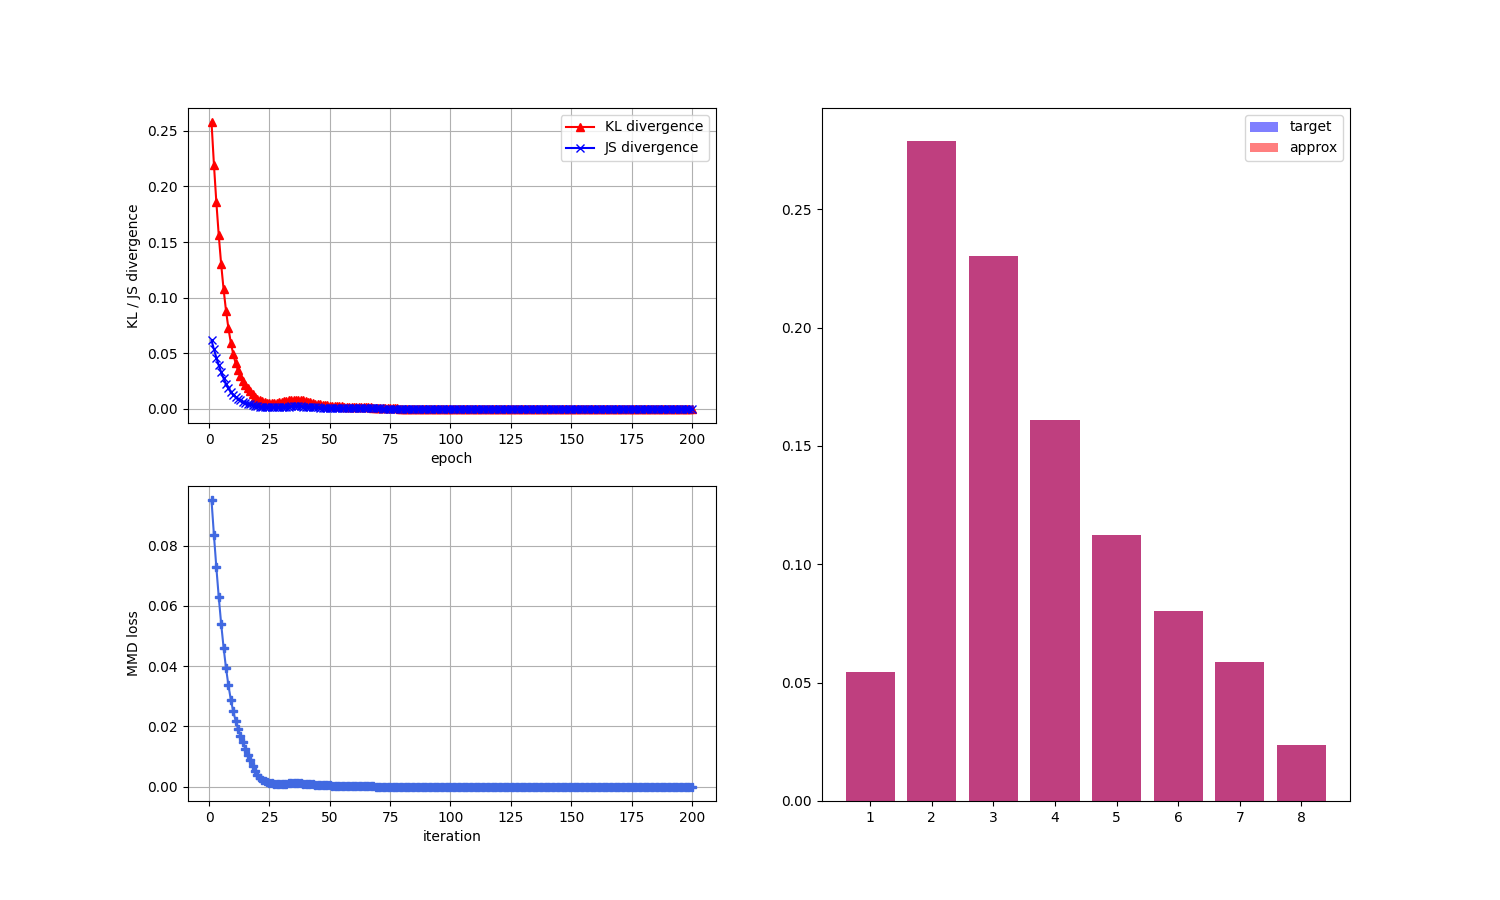 KL divergence
JS divergence
KL / JS divergence
0.25
0.20
0.15
0.10
0.05
0.00
0 25 50 75 100 125 150 175 200
epoch
MMD loss
0.08
0.06
0.04
0.02
0.00
0 25 50 75 100 125 150 175 200
iteration
target
approx
0.25
0.20
0.15
0.10
0.05
0.00
1 2 3 4 5 6 7 8